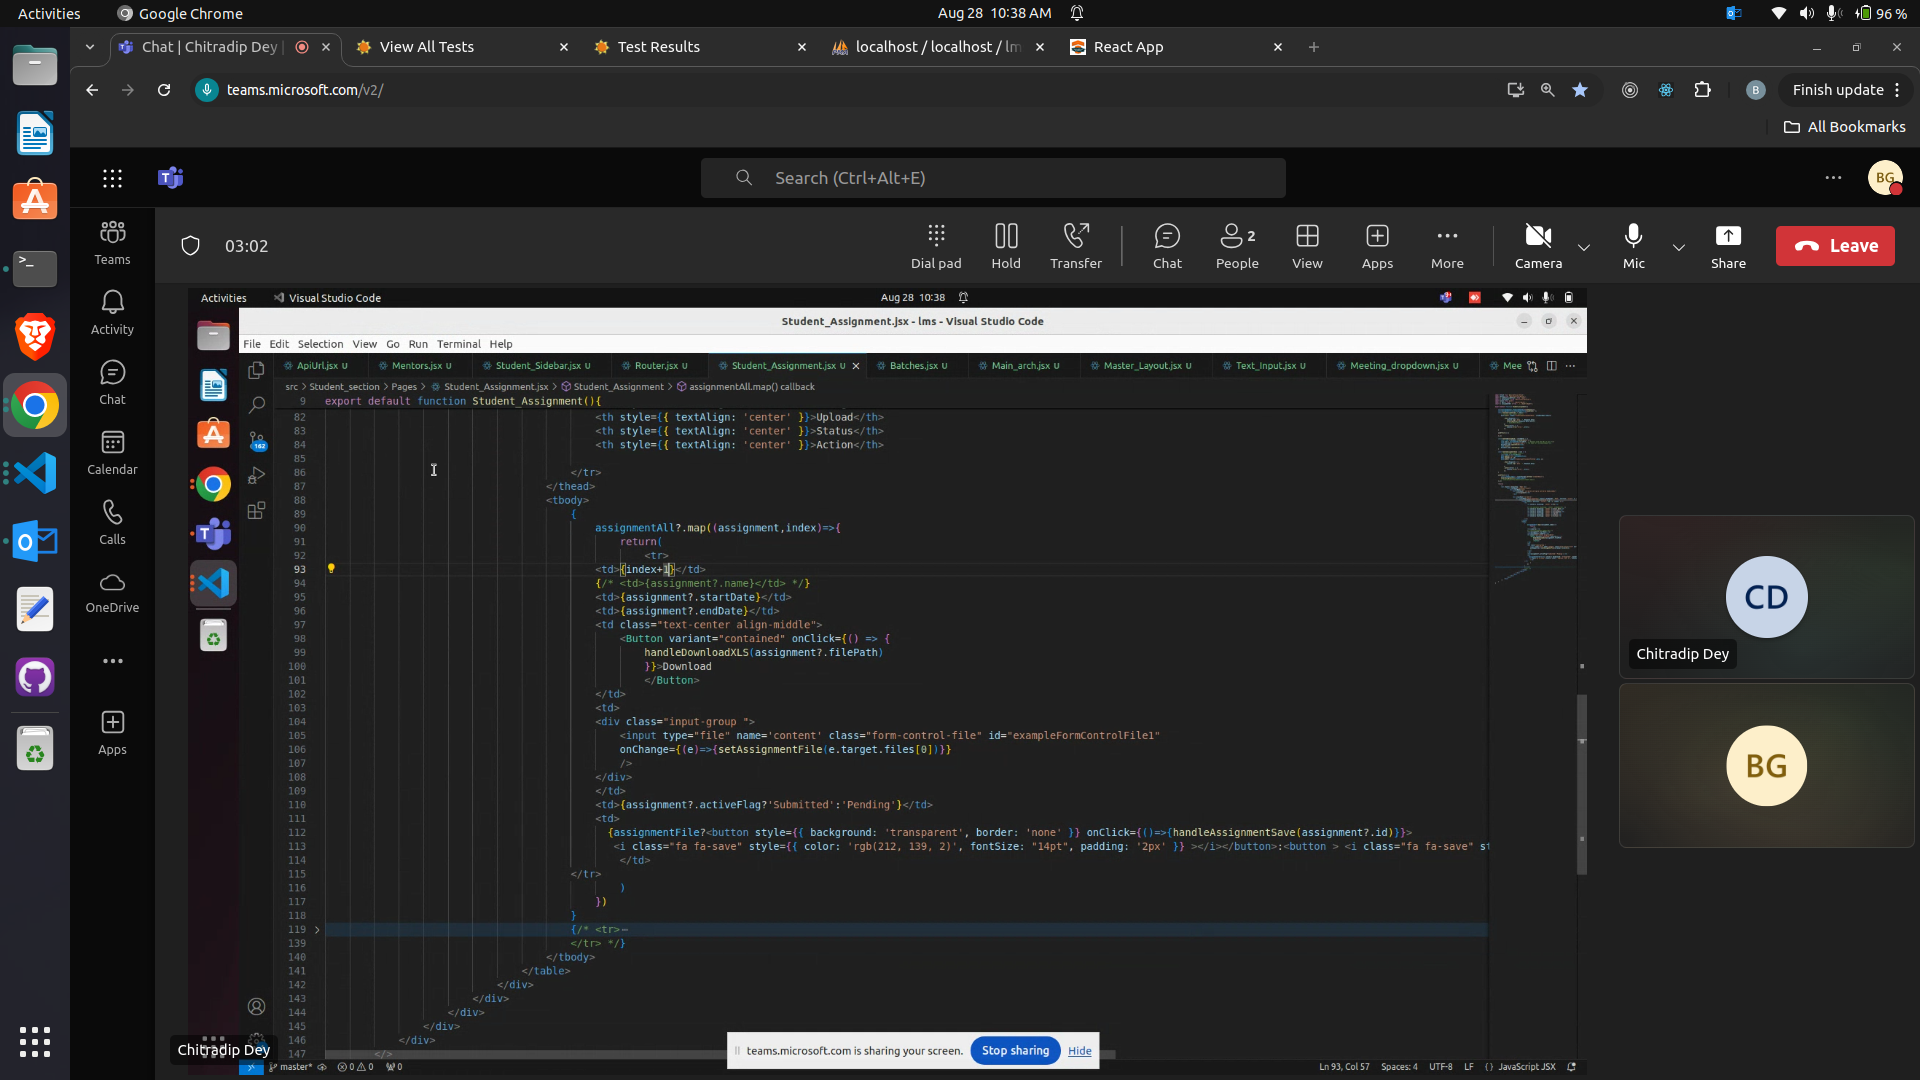 Activities Google Chrome Aug 28 10:38 AM 96 %
Chat | Chitradip Dey View All Tests Test Results localhost / localhost / lm React App
teams.microsoft.com/v2/ B Finish update
All Bookmarks
Search (Ctrl+Alt+E) BG
Teams
Activity
Chat
Calendar
Calls
OneDrive
Apps
03:02 Dial pad Hold Transfer Chat People 2 View Apps More Camera Mic Share Leave
Activities Visual Studio Code Aug 28 10:38
Student_Assignment.jsx - lms - Visual Studio Code
File Edit Selection View Go Run Terminal Help
ApiUrl.jsx U Mentors.jsx U Student_Sidebar.jsx U Router.jsx U Student_Assignment.jsx U Batches.jsx U Main_arch.jsx U Master_Layout.jsx U Text_Input.jsx U Meeting_dropdown.jsx U Mee
src > Student_section > Pages > Student_Assignment.jsx > Student_Assignment > assignmentAll.map() callback
9 export default function Student_Assignment(){
82 <th style={{ textAlign: 'center' }}>Upload</th>
83 <th style={{ textAlign: 'center' }}>Status</th>
84 <th style={{ textAlign: 'center' }}>Action</th>
85
86 </tr>
87 </thead>
88 <tbody>
89 {
90 assignmentAll?.map((assignment,index)=>{
91 return(
92 <tr>
93 <td>{index+1}</td>
94 {/* <td>{assignment?.name}</td> */}
95 <td>{assignment?.startDate}</td>
96 <td>{assignment?.endDate}</td>
97 <td class="text-center align-middle">
98 <Button variant="contained" onClick={() => {
99 handleDownloadXLS(assignment?.filePath)
100 }}>Download
101 </Button>
102 </td>
103 <td>
104 <div class="input-group ">
105 <input type="file" name='content' class="form-control-file" id="exampleFormControlFile1"
106 onChange={(e)=>{setAssignmentFile(e.target.files[0])}}
107 />
108 </div>
109 </td>
110 <td>{assignment?.activeFlag?'Submitted':'Pending'}</td>
111 <td>
112 {assignmentFile?<button style={{ background: 'transparent', border: 'none' }} onClick={()=>{handleAssignmentSave(assignment?.id)}}>
113 <i class="fa fa-save" style={{ color: 'rgb(212, 139, 2)', fontSize: "14pt", padding: '2px' }} ></i></button>:<button > <i class="fa fa-save" st
114 </td>
115 </tr>
116 )
117 })
118 }
119 {/* <tr>
139 </tr> */}
140 </tbody>
141 </table>
142 </div>
143 </div>
144 </div>
145 </div>
146 </div>
147 </>
162
Chitradip Dey
teams.microsoft.com is sharing your screen. Stop sharing Hide
master* 0 0 0 Ln 93, Col 57 Spaces: 4 UTF-8 LF {} JavaScript JSX
CD
Chitradip Dey
BG